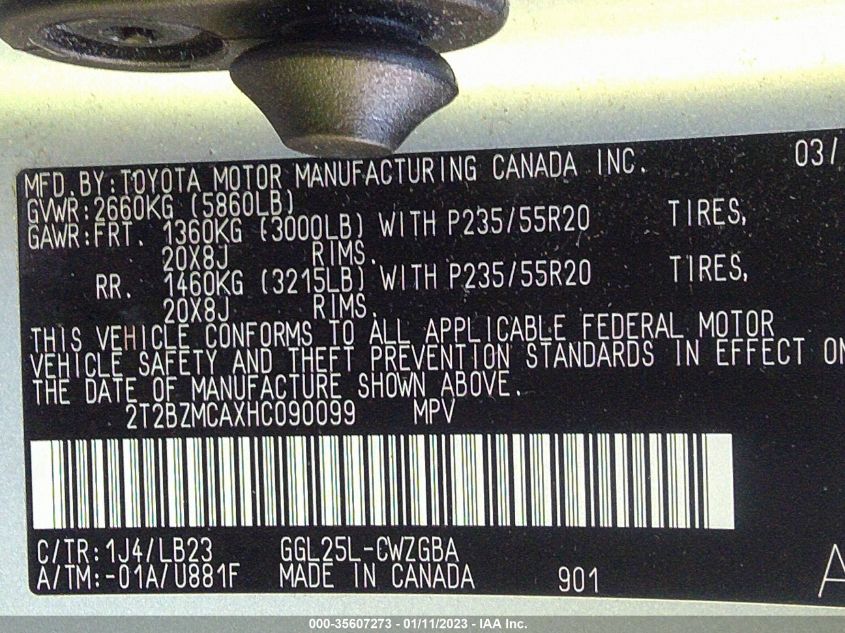 MFD.BY:TOYOTA MOTOR MANUFACTURING CANADA INC. 03/
GVWR:2660KG (5860LB)
GAWR:FRT. 1360KG (3000LB) WITH P235/55R20 TIRES,
20X8J RIMS.
RR. 1460KG (3215LB) WITH P235/55R20 TIRES,
20X8J RIMS.
THIS VEHICLE CONFORMS TO ALL APPLICABLE FEDERAL MOTOR
VEHICLE SAFETY AND THEFT PREVENTION STANDARDS IN EFFECT ON
THE DATE OF MANUFACTURE SHOWN ABOVE.
2T2BZMCAXHC090099 MPV
C/TR:1J4/LB23 GGL25L-CWZGBA
A/TM:-01A/U881F MADE IN CANADA 901 A
000-35607273 - 01/11/2023 - IAA Inc.